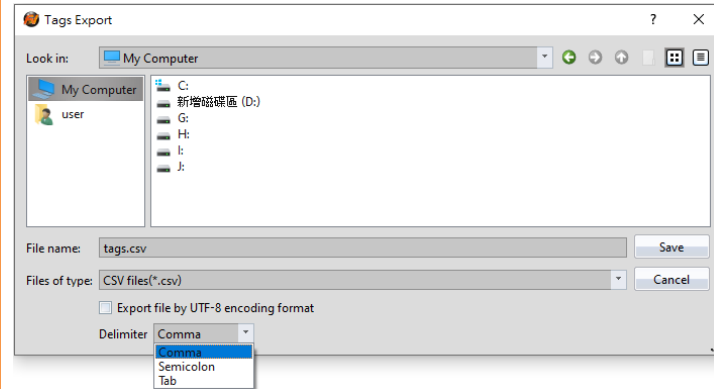 Tags Export
Look in:
My Computer
My Computer
user
C:
新增磁碟區 (D:)
G:
H:
I:
J:
File name:
tags.csv
Save
Files of type:
CSV files(*.csv)
Cancel
Export file by UTF-8 encoding format
Delimiter
Comma
Comma
Semicolon
Tab